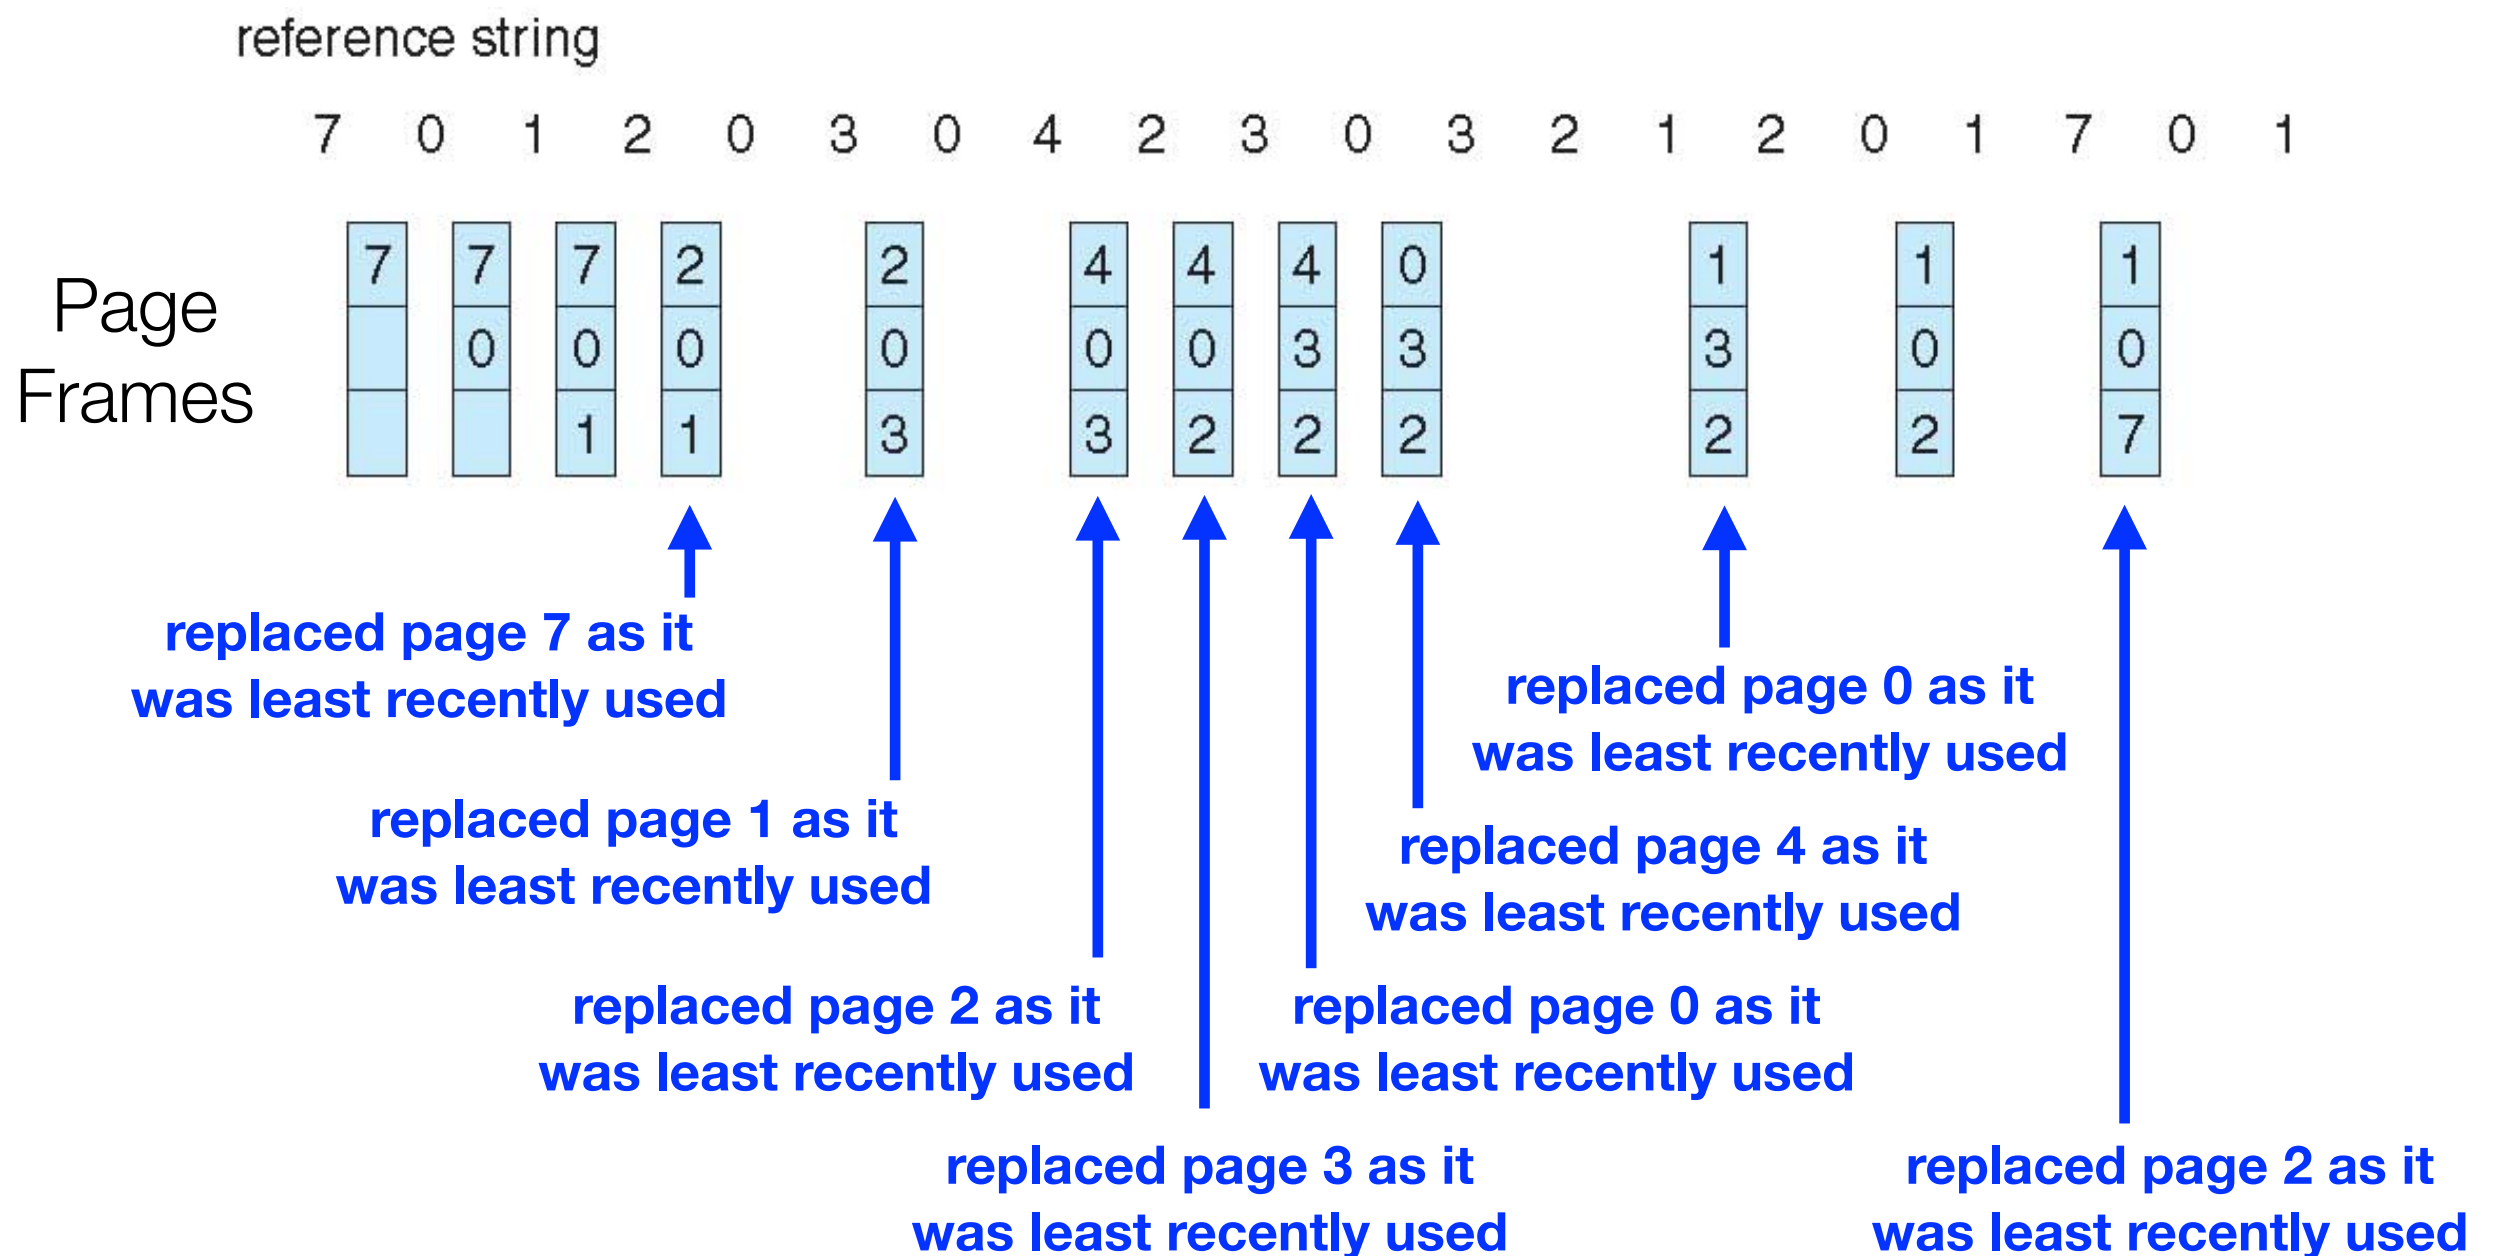 reference string
7 0 1 2 0 3 0 4 2 3 0 3 2 1 2 0 1 7 0 1
7 7 7 2 2 4 4 4 0 1 1 1
Page
0 0 0 0 0 0 3 3 3 0 0
Frames
1 1 3 3 2 2 2 2 2 7
replaced page 7 as it
was least recently used
replaced page 0 as it
was least recently used
replaced page 1 as it
was least recently used
replaced page 4 as it
was least recently used
replaced page 2 as it
was least recently used
replaced page 0 as it
was least recently used
replaced page 3 as it
was least recently used
replaced page 2 as it
was least recently used